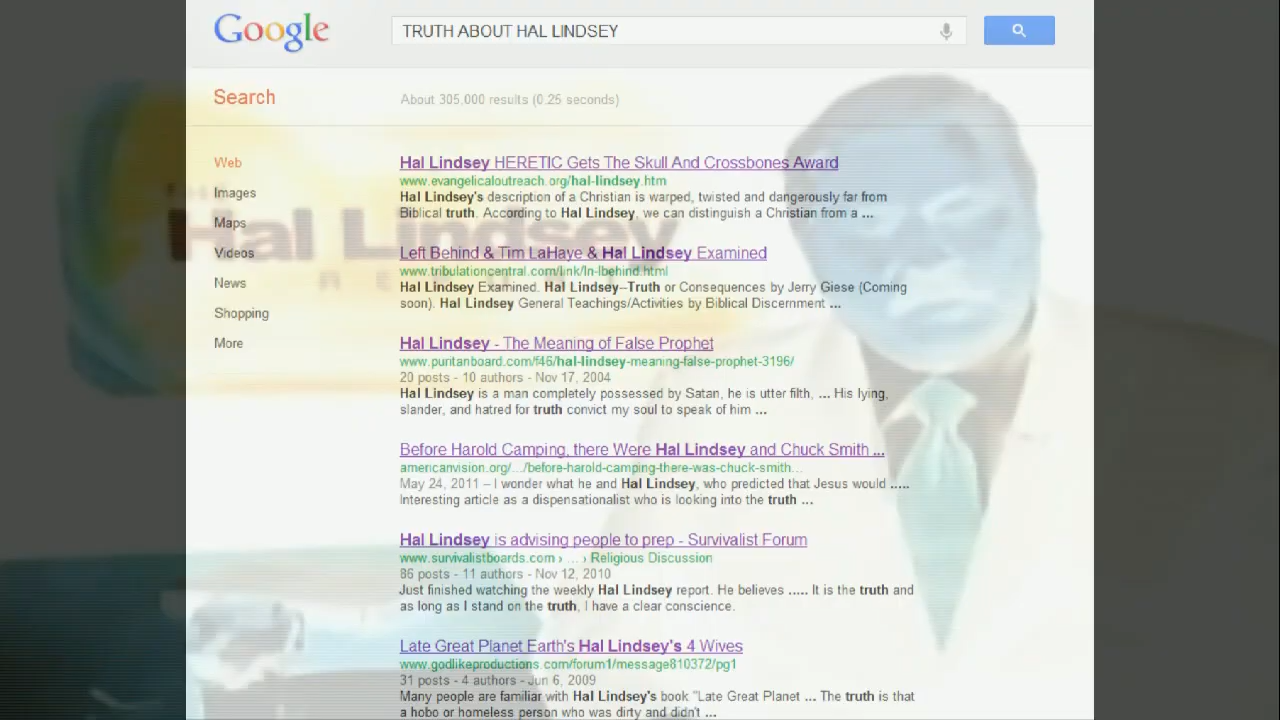 Google
TRUTH ABOUT HAL LINDSEY
Search
About 305,000 results (0.25 seconds)
Web
Images
Maps
Videos
News
Shopping
More
Hal Lindsey
Hal Lindsey HERETIC Gets The Skull And Crossbones Award
www.evangelicaloutreach.org/hal-lindsey.htm
Hal Lindsey's description of a Christian is warped, twisted and dangerously far from
Biblical truth. According to Hal Lindsey, we can distinguish a Christian from a ...
Left Behind & Tim LaHaye & Hal Lindsey Examined
www.tribulationcentral.com/link/ln-lbehind.html
Hal Lindsey Examined. Hal Lindsey--Truth or Consequences by Jerry Giese (Coming
soon). Hal Lindsey General Teachings/Activities by Biblical Discernment ...
Hal Lindsey - The Meaning of False Prophet
www.puritanboard.com/f46/hal-lindsey-meaning-false-prophet-3196/
20 posts - 10 authors - Nov 17, 2004
Hal Lindsey is a man completely possessed by Satan, he is utter filth, ... His lying,
slander, and hatred for truth convict my soul to speak of him ...
Before Harold Camping, there Were Hal Lindsey and Chuck Smith ...
americanvision.org/.../before-harold-camping-there-was-chuck-smith...
May 24, 2011 – I wonder what he and Hal Lindsey, who predicted that Jesus would .....
Interesting article as a dispensationalist who is looking into the truth ...
Hal Lindsey is advising people to prep - Survivalist Forum
www.survivalistboards.com › ... › Religious Discussion
86 posts - 11 authors - Nov 12, 2010
Just finished watching the weekly Hal Lindsey report. He believes ..... It is the truth and
as long as I stand on the truth, I have a clear conscience.
Late Great Planet Earth's Hal Lindsey's 4 Wives
www.godlikeproductions.com/forum1/message810372/pg1
31 posts - 4 authors - Jun 6, 2009
Many people are familiar with Hal Lindsey's book "Late Great Planet ... The truth is that
a hobo or homeless person who was dirty and didn't ...